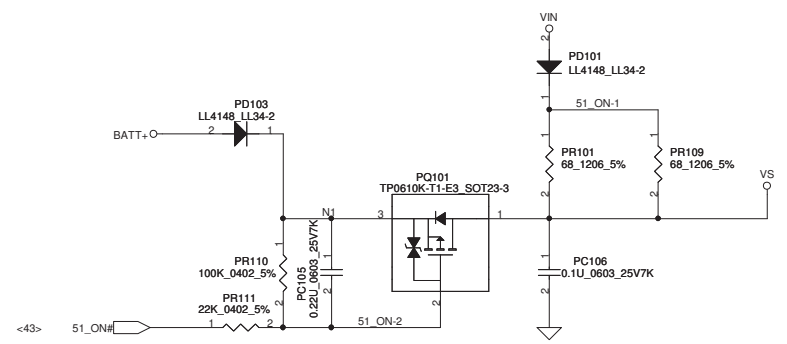 VIN
2
PD101
LL4148_LL34-2
1
51_ON-1
PD103
LL4148_LL34-2
BATT+
2
1
1
1
PR101
68_1206_5%
PR109
68_1206_5%
2
2
VS
PQ101
TP0610K-T1-E3_SOT23-3
N1
3
1
2
1
PR110
100K_0402_5%
2
PC105
0.22U_0603_25V7K
1
2
1
PC106
0.1U_0603_25V7K
2
PR111
22K_0402_5%
<43>
51_ON#
1
2
51_ON-2